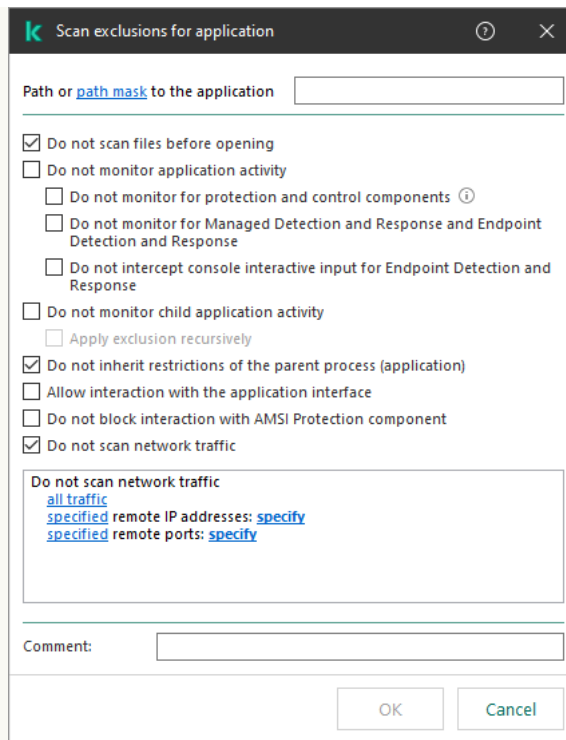 Scan exclusions for application
Path or path mask to the application
Do not scan files before opening
Do not monitor application activity
Do not monitor for protection and control components
Do not monitor for Managed Detection and Response and Endpoint
Detection and Response
Do not intercept console interactive input for Endpoint Detection and
Response
Do not monitor child application activity
Apply exclusion recursively
Do not inherit restrictions of the parent process (application)
Allow interaction with the application interface
Do not block interaction with AMSI Protection component
Do not scan network traffic
Do not scan network traffic
all traffic
specified remote IP addresses: specify
specified remote ports: specify
Comment:
OK Cancel